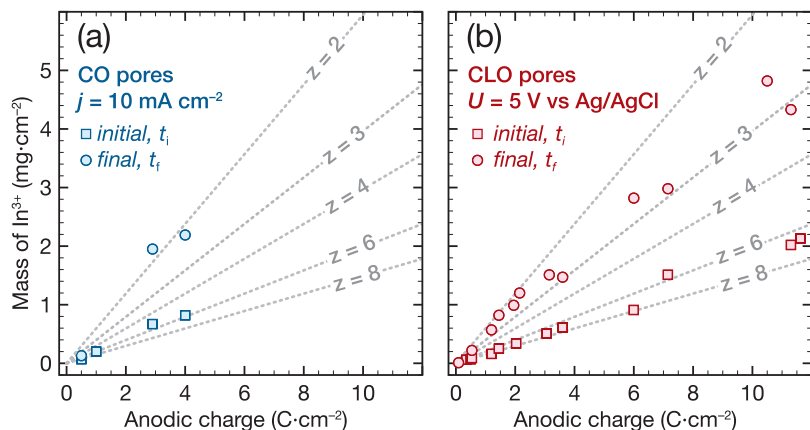 (a)
CO pores
j = 10 mA cm⁻²
initial, tᵢ
final, t_f
z = 2
z = 3
z = 4
z = 6
z = 8
5
4
3
2
1
0
Mass of In³⁺ (mg·cm⁻²)
0 2 4 6 8 10
Anodic charge (C·cm⁻²)
(b)
CLO pores
U = 5 V vs Ag/AgCl
initial, tᵢ
final, t_f
z = 2
z = 3
z = 4
z = 6
z = 8
0 2 4 6 8 10
Anodic charge (C·cm⁻²)